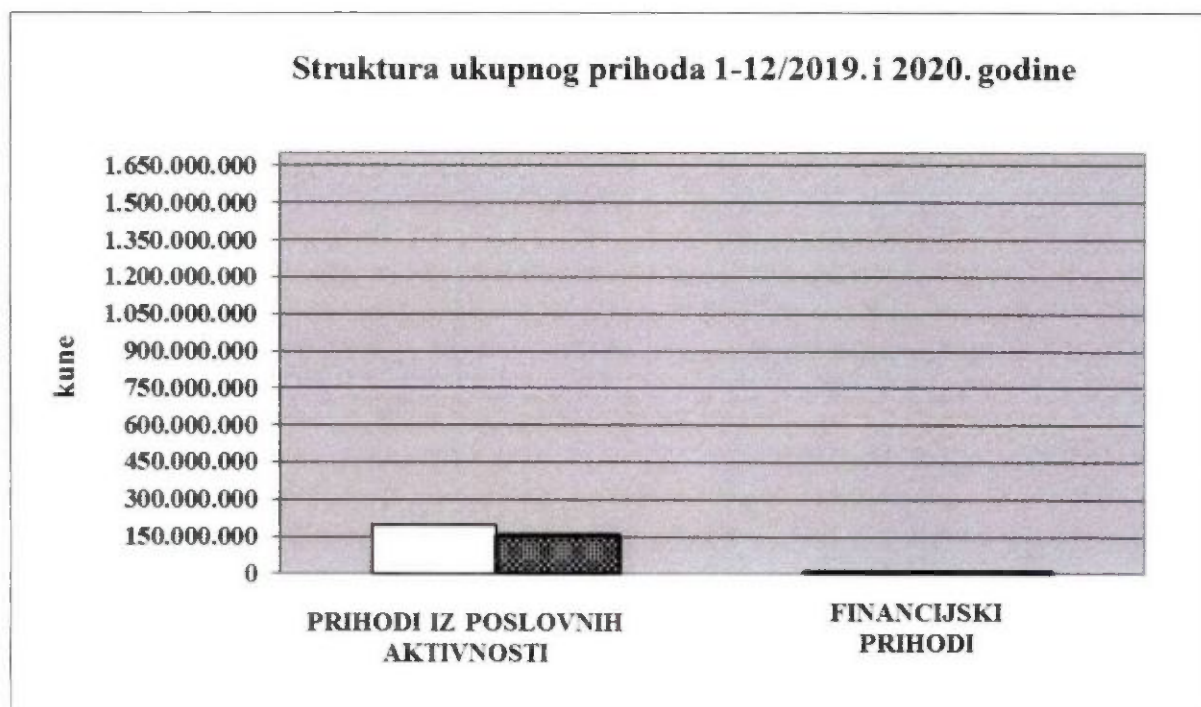 Struktura ukupnog prihoda 1-12/2019. i 2020. godine
kune
1.650.000.000
1.500.000.000
1.350.000.000
1.200.000.000
1.050.000.000
900.000.000
750.000.000
600.000.000
450.000.000
300.000.000
150.000.000
0
PRIHODI IZ POSLOVNIH
AKTIVNOSTI
FINANCIJSKI
PRIHODI